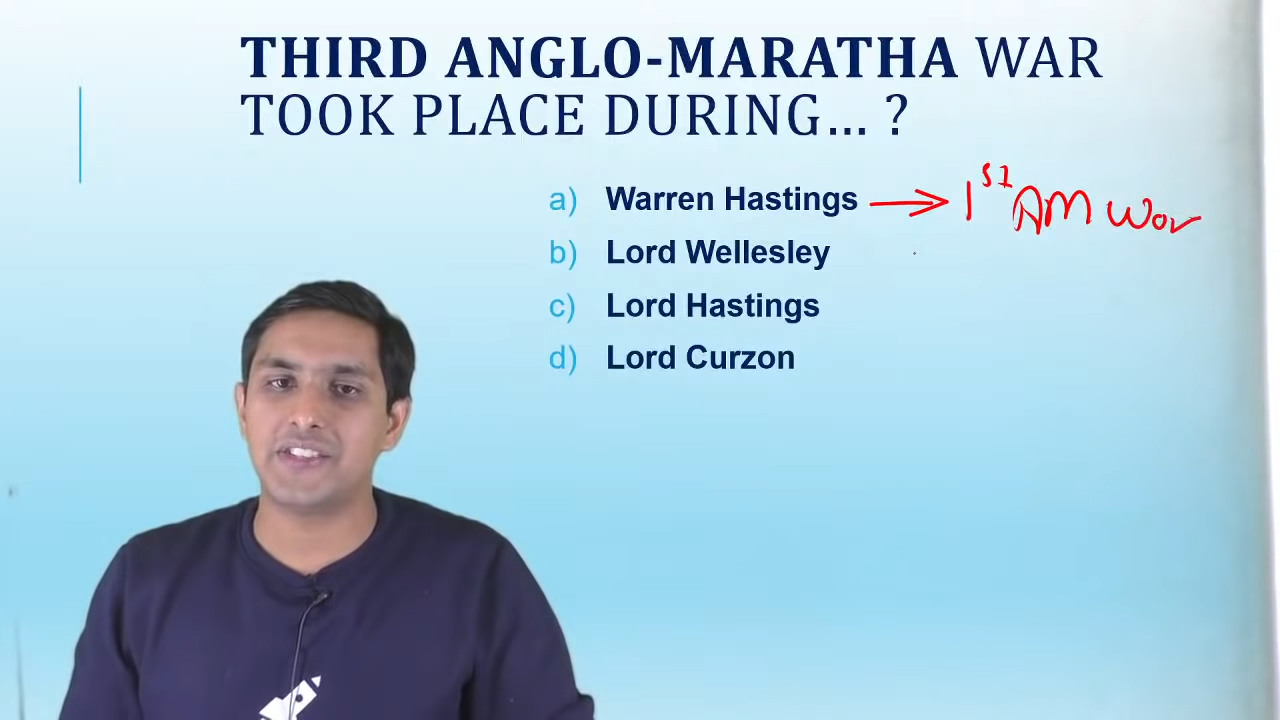 THIRD ANGLO-MARATHA WAR
TOOK PLACE DURING... ?
a) Warren Hastings → 1st AM War
b) Lord Wellesley
c) Lord Hastings
d) Lord Curzon